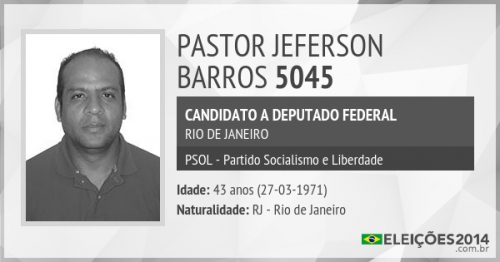 PASTOR JEFERSON
BARROS 5045
CANDIDATO A DEPUTADO FEDERAL
RIO DE JANEIRO
PSOL - Partido Socialismo e Liberdade
Idade: 43 anos (27-03-1971)
Naturalidade: RJ - Rio de Janeiro
ELEIÇÕES2014
.com.br